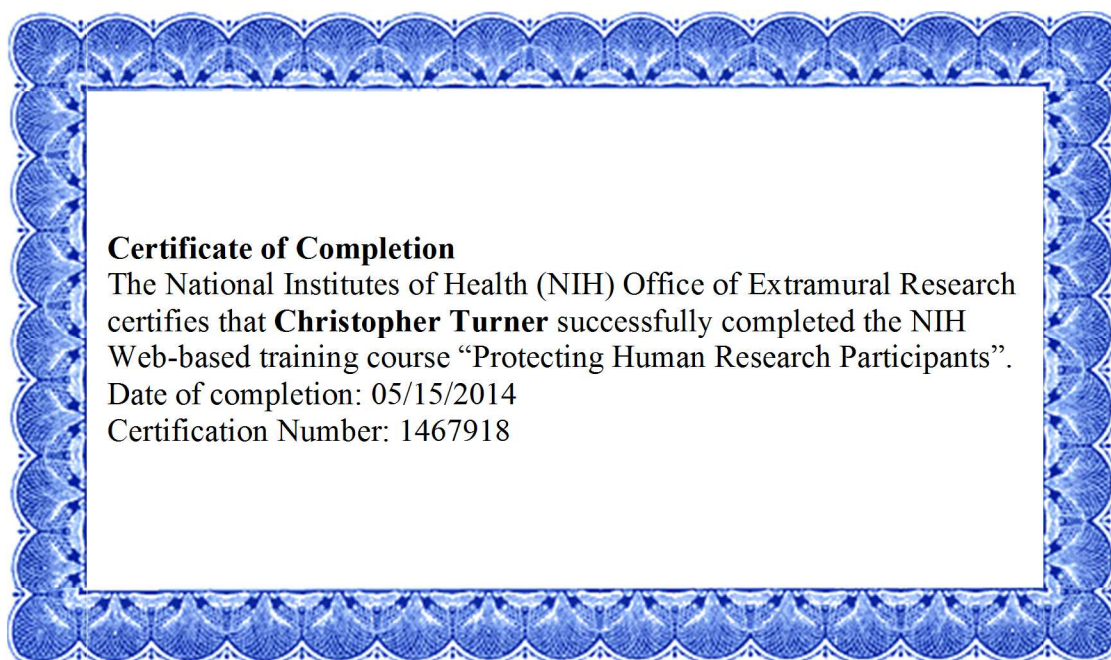 Certificate of Completion
The National Institutes of Health (NIH) Office of Extramural Research
certifies that Christopher Turner successfully completed the NIH
Web-based training course “Protecting Human Research Participants”.
Date of completion: 05/15/2014
Certification Number: 1467918